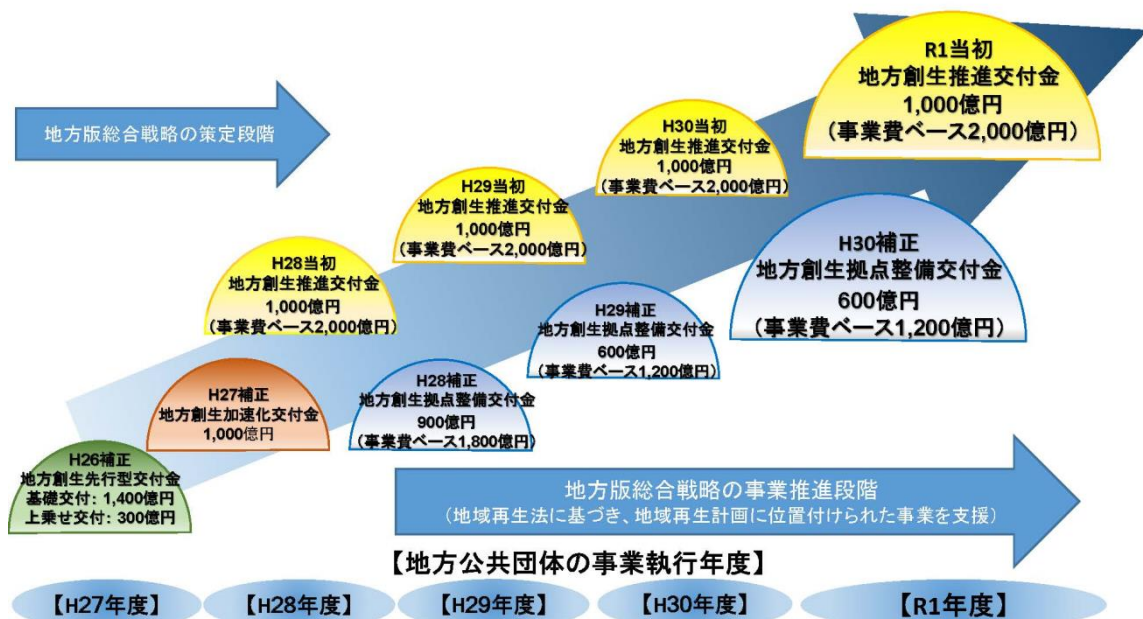 地方版総合戦略の策定段階
R1当初
地方創生推進交付金
1,000億円
(事業費ベース2,000億円)
H30当初
地方創生推進交付金
1,000億円
(事業費ベース2,000億円)
H29当初
地方創生推進交付金
1,000億円
(事業費ベース2,000億円)
H28当初
地方創生推進交付金
1,000億円
(事業費ベース2,000億円)
H30補正
地方創生拠点整備交付金
600億円
(事業費ベース1,200億円)
H29補正
地方創生拠点整備交付金
600億円
(事業費ベース1,200億円)
H28補正
地方創生拠点整備交付金
900億円
(事業費ベース1,800億円)
H27補正
地方創生加速化交付金
1,000億円
H26補正
地方創生先行型交付金
基礎交付: 1,400億円
上乗せ交付: 300億円
地方版総合戦略の事業推進段階
(地域再生法に基づき、地域再生計画に位置付けられた事業を支援)
【地方公共団体の事業執行年度】
【H27年度】
【H28年度】
【H29年度】
【H30年度】
【R1年度】